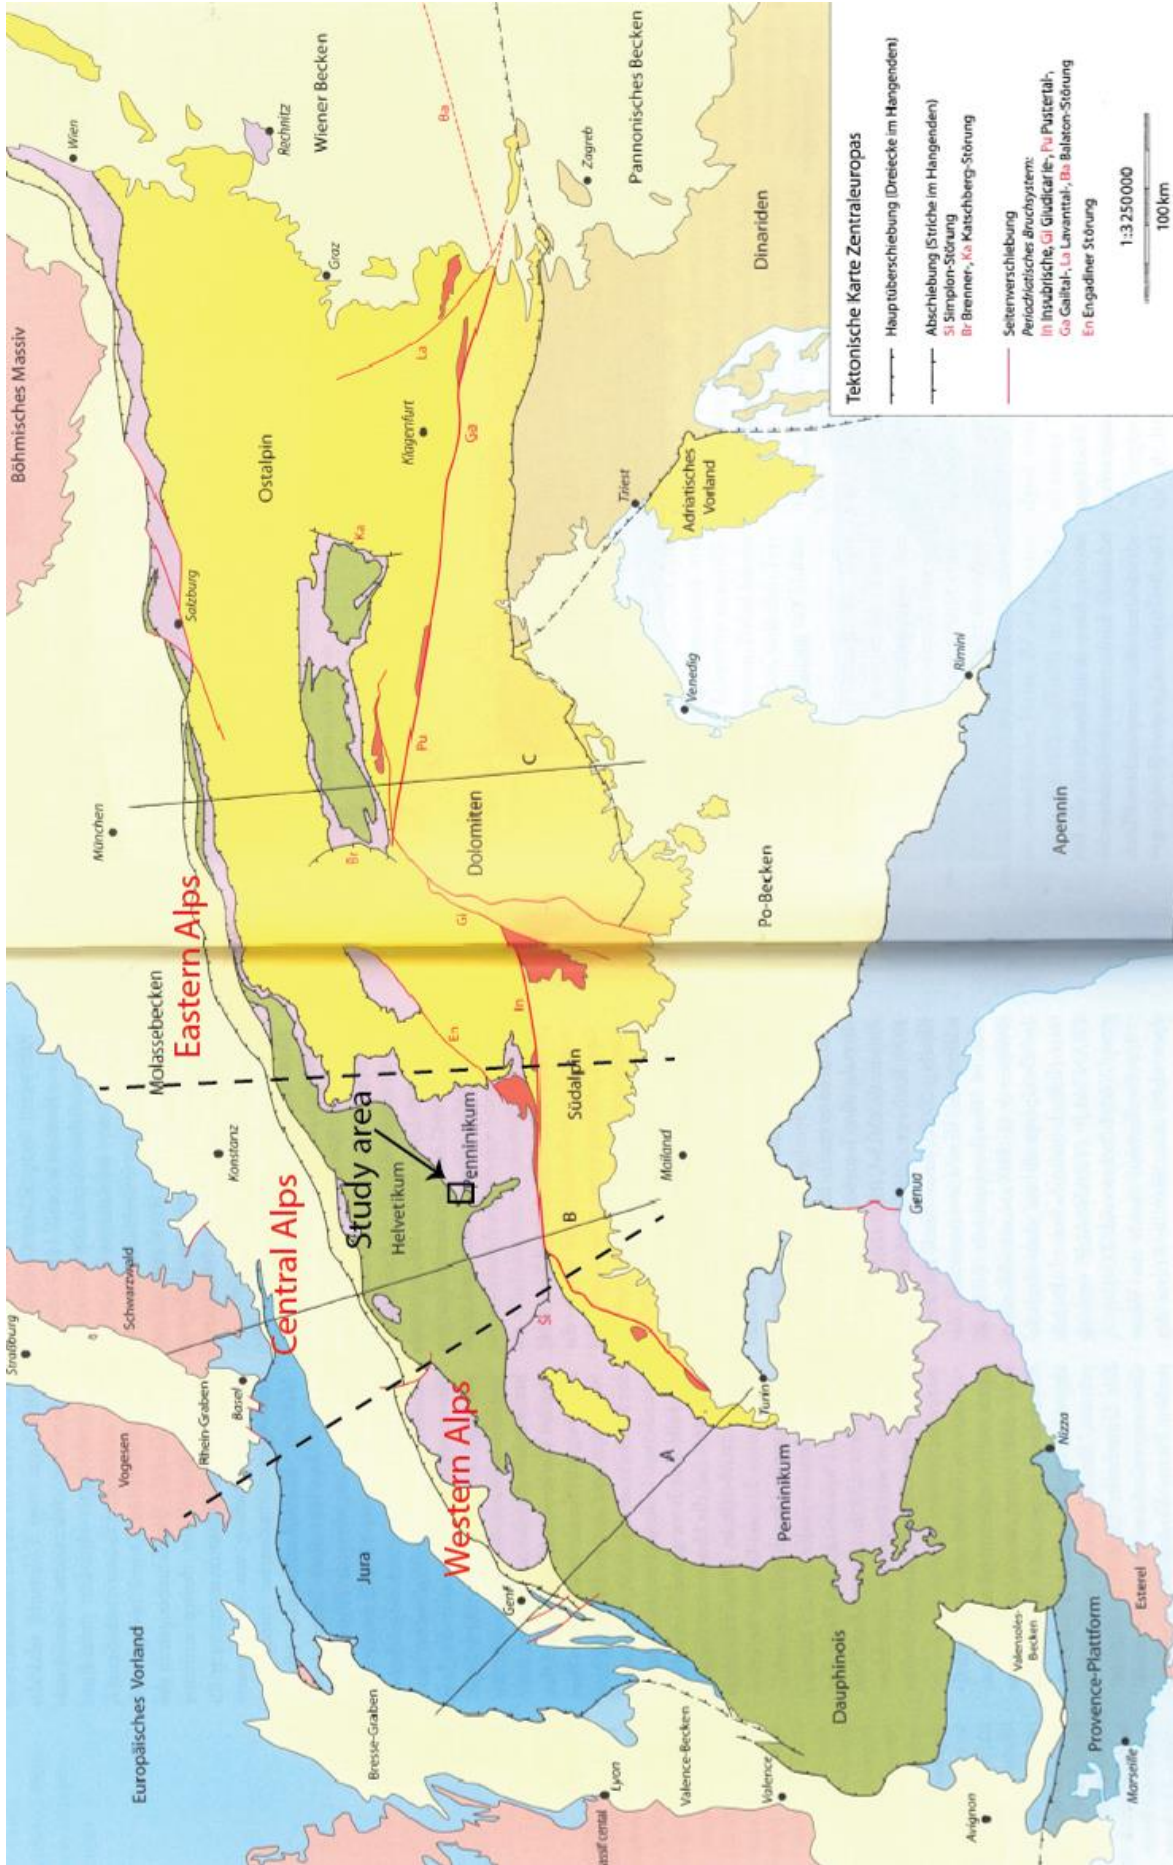 Tektonische Karte Zentraleuropas
Hauptüberschiebung (Dreiecke im Hangenden)
Abschiebung (Striche im Hangenden)
Si Simplon-Störung
Br Brenner-, Ka Katschberg-Störung
Seitenverschiebung
Periadriatisches Bruchsystem:
In Insubrische, Gi Giudicarie-, Pu Pustertal-,
Ga Gailtal-, La Lavanttal-, Ba Balaton-Störung
En Engadiner Störung
1:3250000
100km
Europäisches Vorland
Vogesen
Straßburg
Schwarzwald
Rhein-Graben
Basel
Jura
Bresse-Graben
Western Alps
Central Alps
Eastern Alps
Study area
Konstanz
Molassebecken
München
Böhmisches Massiv
Salzburg
Wien
Wiener Becken
Rechnitz
Graz
Ostalpin
Klagenfurt
Helvetikum
Penninikum
Genf
Lyon
Valence-Becken
Valence
Avignon
Dauphinois
Penninikum
A
B
C
Si
In
En
Gi
Br
Pu
Ka
Ga
La
Ba
Südalpin
Dolomiten
Mailand
Turin
Po-Becken
Venedig
Triest
Adriatisches
Vorland
Zagreb
Pannonisches Becken
Dinariden
Rimini
Apennin
Genua
Nizza
Esterel
Valensoles-
Becken
Provence-Plattform
Marseille